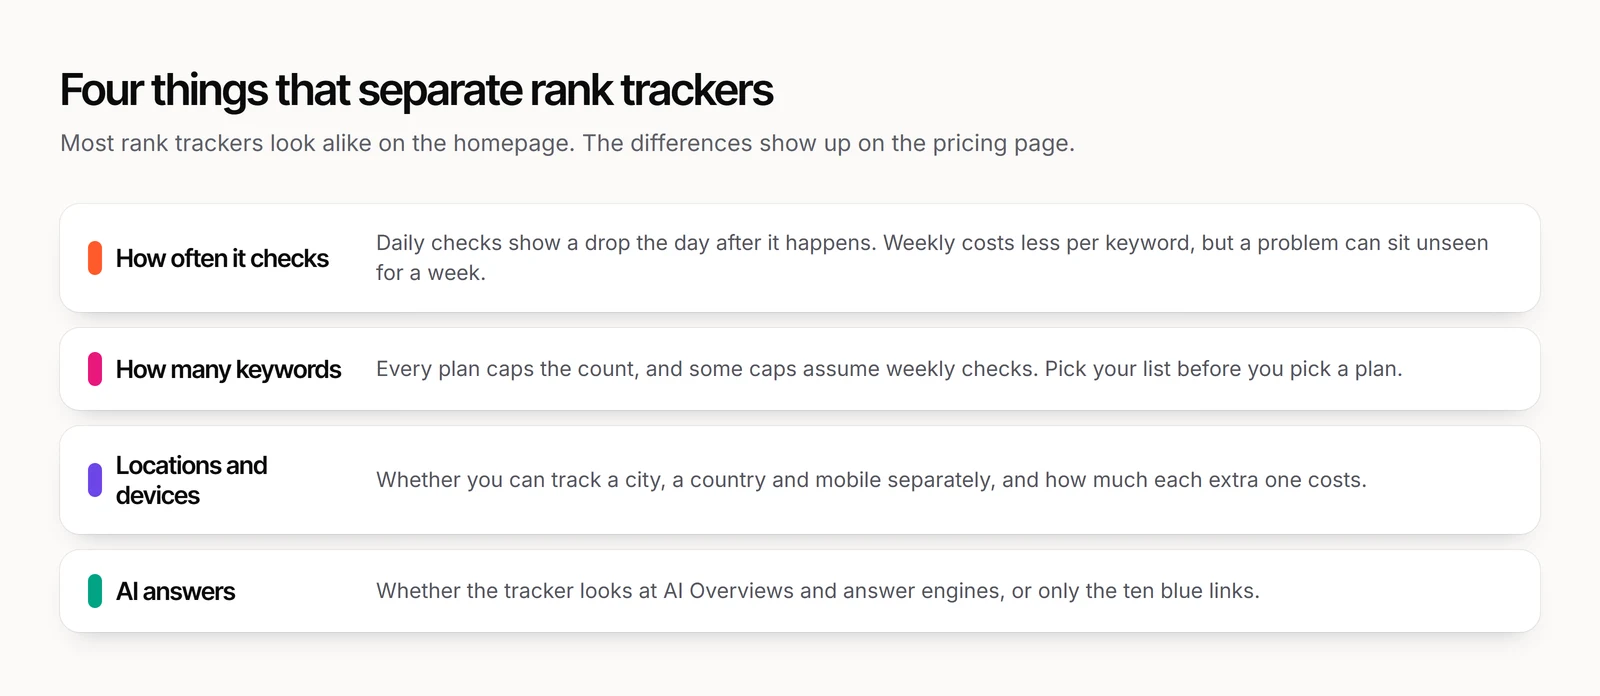 Four things that separate rank trackers
Most rank trackers look alike on the homepage. The differences show up on the pricing page.
How often it checks
Daily checks show a drop the day after it happens. Weekly costs less per keyword, but a problem can sit unseen
for a week.
How many keywords
Every plan caps the count, and some caps assume weekly checks. Pick your list before you pick a plan.
Locations and
devices
Whether you can track a city, a country and mobile separately, and how much each extra one costs.
AI answers
Whether the tracker looks at AI Overviews and answer engines, or only the ten blue links.